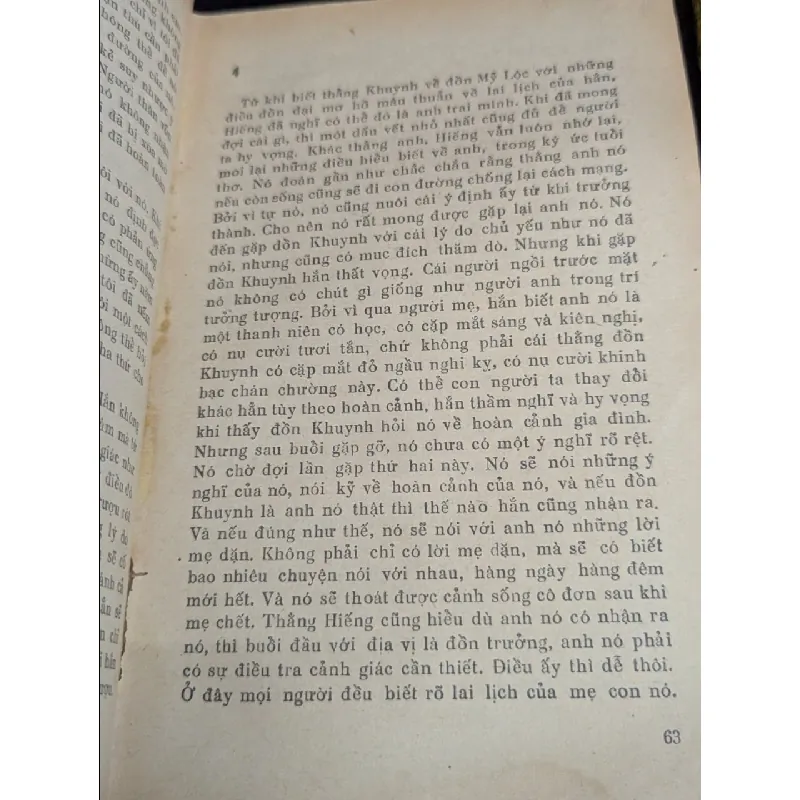 4
Từ khi biết thằng Khuynh về đồn Mỹ Lộc với những
điều đồn đại mơ hồ mâu thuẫn về lai lịch của hắn,
Hiếng đã nghĩ có thể đó là anh trai mình. Khi đã mong
đợi cái gì, thì một dấu vết nhỏ nhất cũng đủ để người
ta hy vọng. Khác thằng anh, Hiếng vẫn luôn nhớ lại,
moi lại những điều hiểu biết về anh, trong ký ức tuổi
thơ. Nó đoán gần như chắc chắn rằng thằng anh nó
nếu còn sống cũng sẽ đi con đường chống lại cách mạng.
Bởi vì tự nó, nó cũng nuôi cái ý định ấy từ khi trưởng
thành. Cho nên nó rất mong được gặp lại anh nó. Nó
đến gặp đồn Khuynh với cái lý do chủ yếu như nó đã
nói, nhưng cũng có mục đích thăm dò. Nhưng khi gặp
đồn Khuynh hắn thất vọng. Cái người ngồi trước mặt
nó không có chút gì giống như người anh trong trí
tưởng tượng. Bởi vì qua người mẹ, hắn biết anh nó là
một thanh niên có học, có cặp mắt sáng và kiên nghị,
có nụ cười tươi tắn, chứ không phải cái thằng đồn
Khuynh có cặp mắt đỏ ngầu nghi kỵ, có nụ cười khinh
bạc chán chường này. Có thể con người ta thay đổi
khác hẳn tùy theo hoàn cảnh, hắn thầm nghĩ và hy vọng
khi thấy đồn Khuynh hỏi nó về hoàn cảnh gia đình.
Nhưng sau buổi gặp gỡ, nó chưa có một ý nghĩ rõ rệt.
Nó chờ đợi lần gặp thứ hai này. Nó sẽ nói những ý
nghĩ của nó, nói kỹ về hoàn cảnh của nó, và nếu đồn
Khuynh là anh nó thật thì thế nào hắn cũng nhận ra.
Và nếu đúng như thế, nó sẽ nói với anh nó những lời
mẹ dặn. Không phải chỉ có lời mẹ dặn, mà sẽ có biết
bao nhiêu chuyện nói với nhau, hàng ngày hàng đêm
mới hết. Và nó sẽ thoát được cảnh sống cô đơn sau khi
mẹ chết. Thằng Hiếng cũng hiểu dù anh nó có nhận ra
nó, thì buổi đầu với địa vị là đồn trưởng, anh nó phải
có sự điều tra cảnh giác cần thiết. Điều ấy thì dễ thôi.
Ở đây mọi người đều biết rõ lai lịch của mẹ con nó.
63